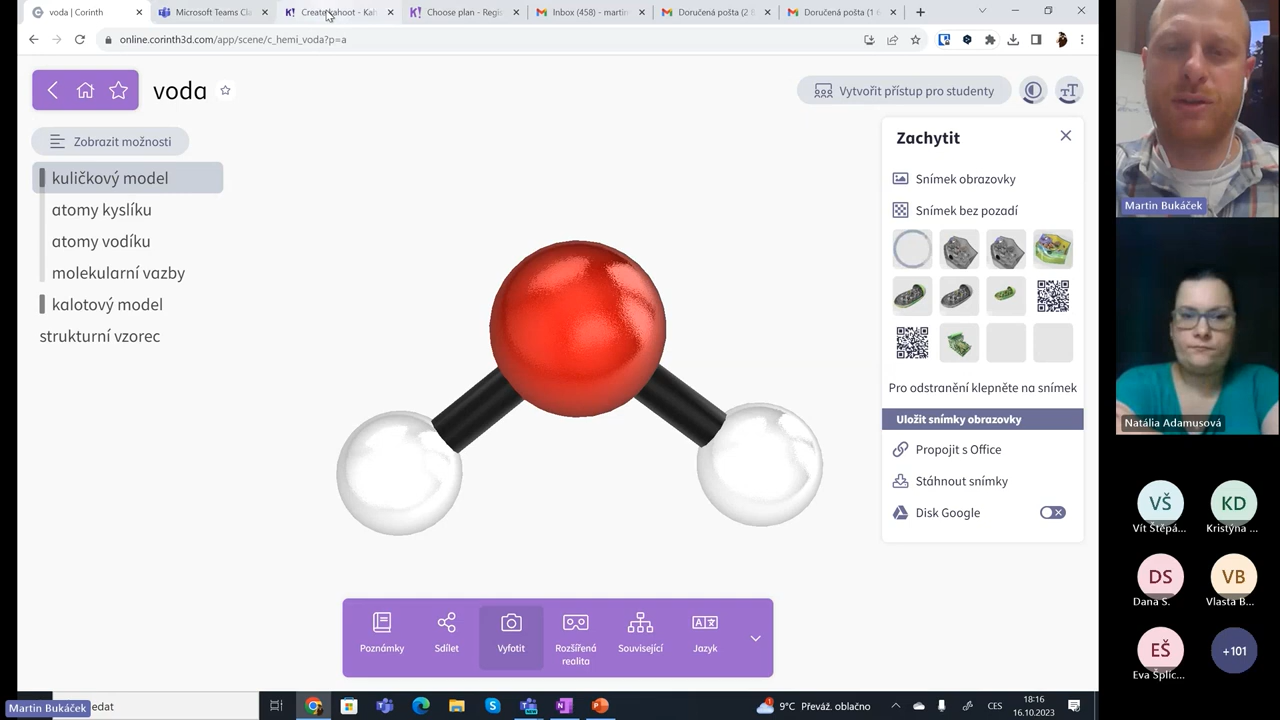 voda | Corinth
Microsoft Teams Cla
Create kahoot - Kah
Choose plan - Regis
Inbox (458) - martin
Doručená pošta (2 8
Doručená pošta (1 6
online.corinth3d.com/app/scene/c_hemi_voda?p=a
voda
Vytvořit přístup pro studenty
Zobrazit možnosti
kuličkový model
atomy kyslíku
atomy vodíku
molekularní vazby
kalotový model
strukturní vzorec
Zachytit
Snímek obrazovky
Snímek bez pozadí
Pro odstranění klepněte na snímek
Uložit snímky obrazovky
Propojit s Office
Stáhnout snímky
Disk Google
Poznámky
Sdílet
Vyfotit
Rozšířená
realita
Související
Jazyk
Martin Bukáček
edat
9°C Převáž. oblačno
CES
18:16
16.10.2023
Martin Bukáček
Natália Adamusová
VŠ
Vít Štěpá...
KD
Kristýna ...
DS
Dana S.
VB
Vlasta B...
EŠ
Eva Šplíc...
+101